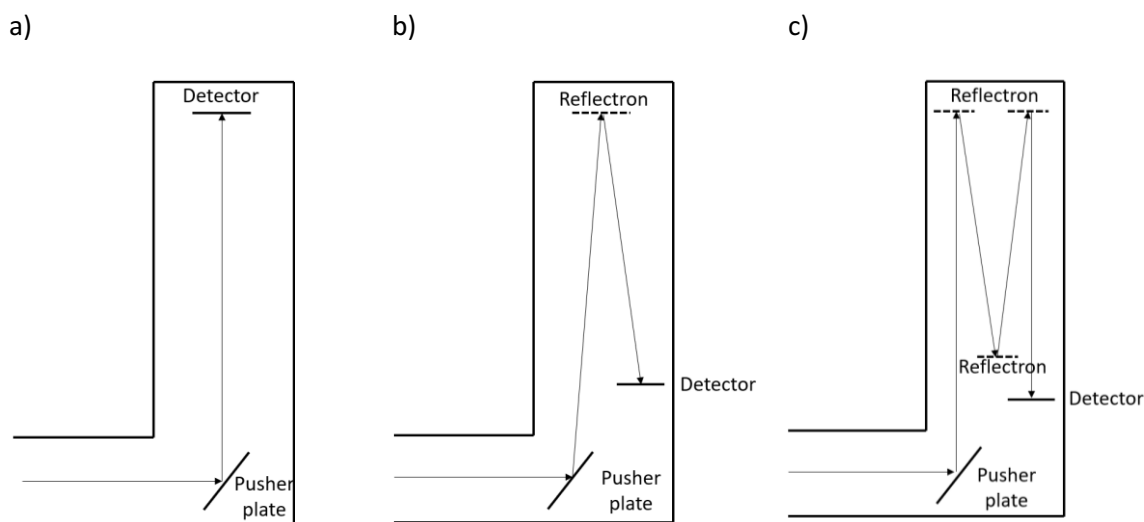 a)
Detector
Pusher
plate
b)
Reflectron
Detector
Pusher
plate
c)
Reflectron
Reflectron
Detector
Pusher
plate